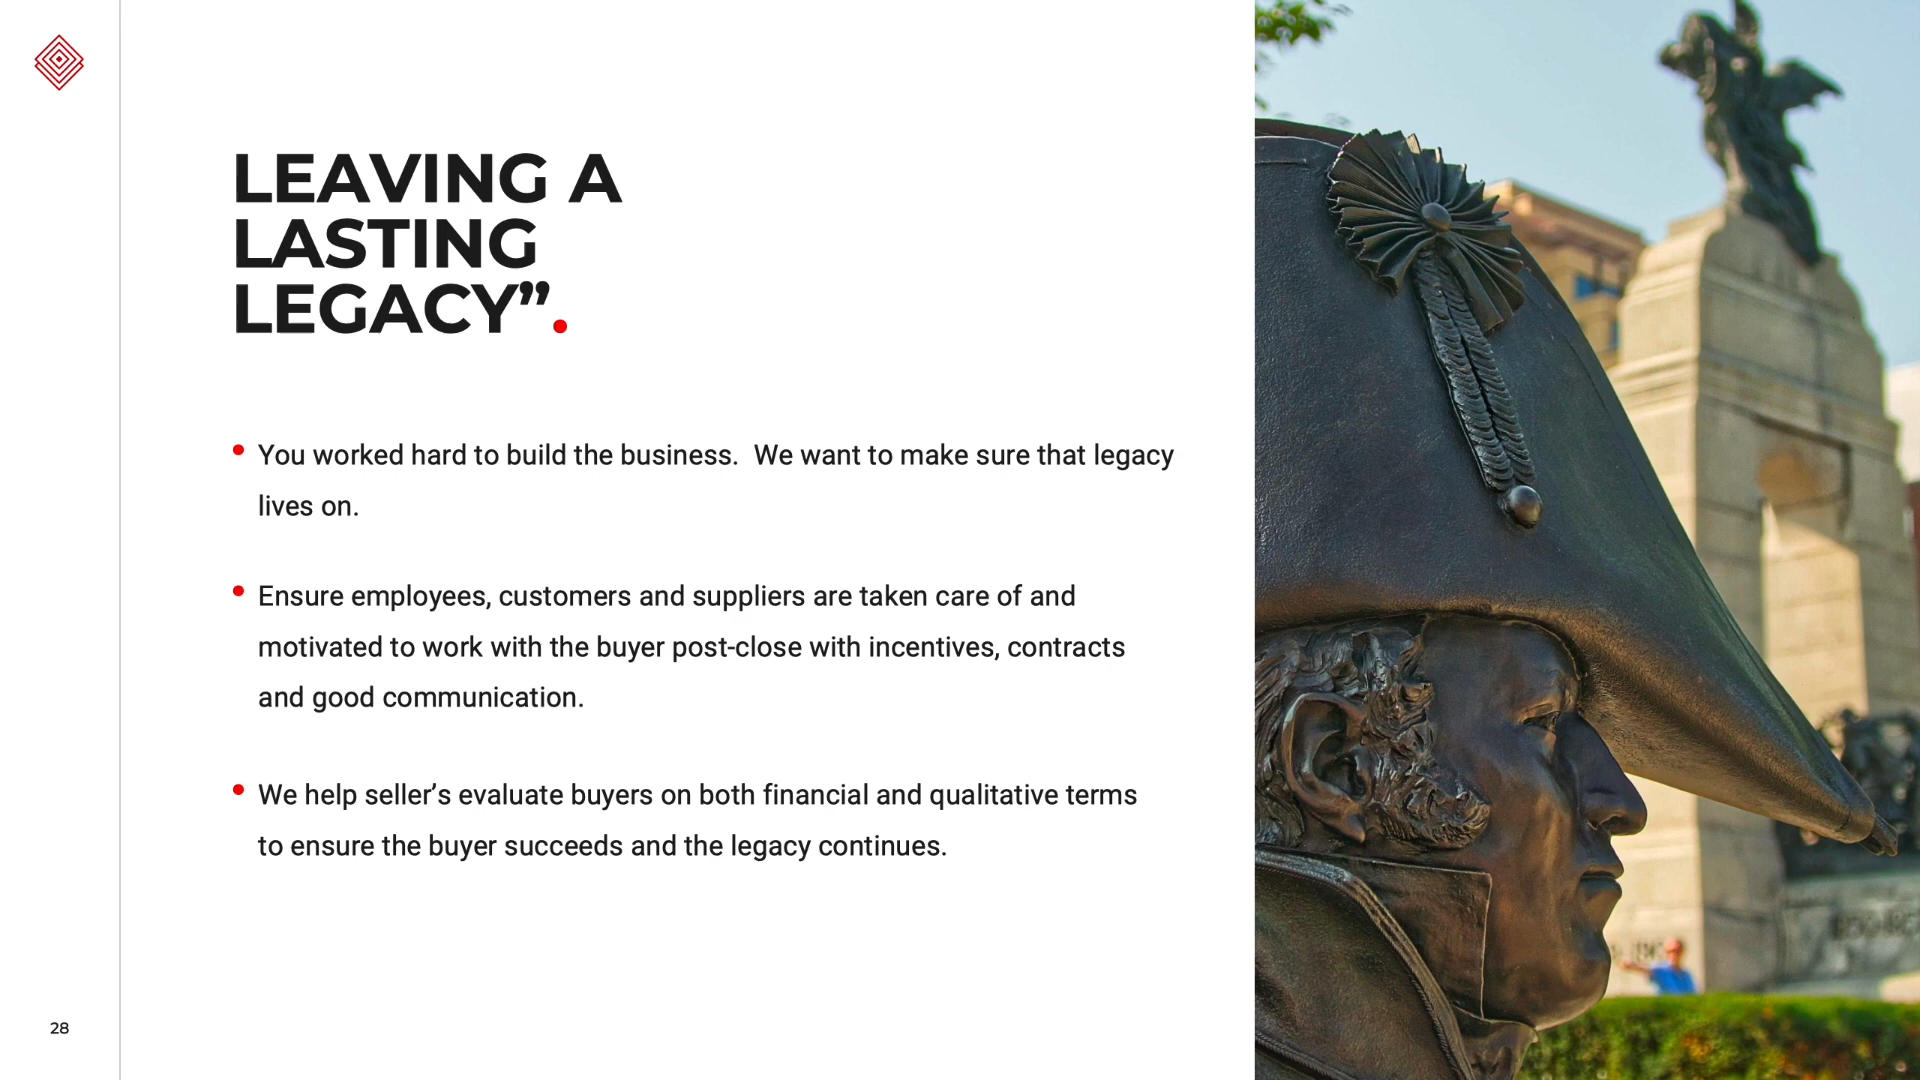 LEAVING A
LASTING
LEGACY”.
• You worked hard to build the business.  We want to make sure that legacy
lives on.
• Ensure employees, customers and suppliers are taken care of and
motivated to work with the buyer post-close with incentives, contracts
and good communication.
• We help seller’s evaluate buyers on both financial and qualitative terms
to ensure the buyer succeeds and the legacy continues.
28